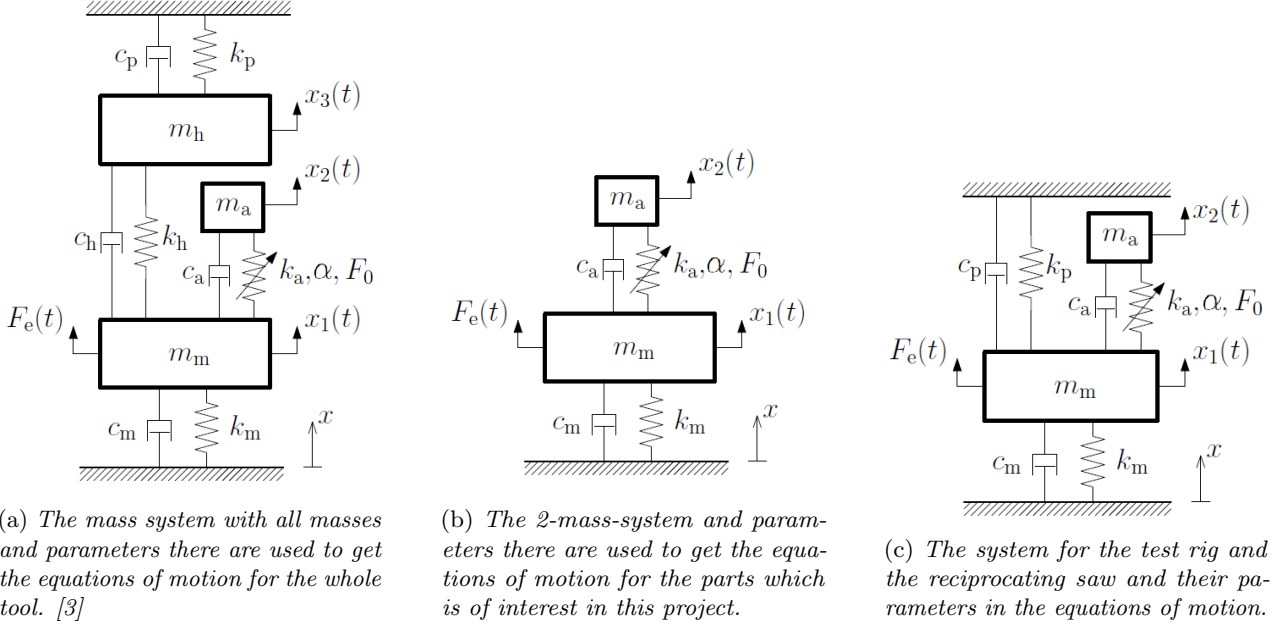 c_p
k_p
x_3(t)
m_h
x_2(t)
m_a
c_h
k_h
c_a
k_a,α, F_0
F_e(t)
x_1(t)
m_m
c_m
k_m
x
(a) The mass system with all masses
and parameters there are used to get
the equations of motion for the whole
tool. [3]
x_2(t)
m_a
c_a
k_a,α, F_0
F_e(t)
x_1(t)
m_m
c_m
k_m
x
(b) The 2-mass-system and param-
eters there are used to get the equa-
tions of motion for the parts which
is of interest in this project.
x_2(t)
m_a
c_p
k_p
c_a
k_a,α, F_0
F_e(t)
x_1(t)
m_m
c_m
k_m
x
(c) The system for the test rig and
the reciprocating saw and their pa-
rameters in the equations of motion.